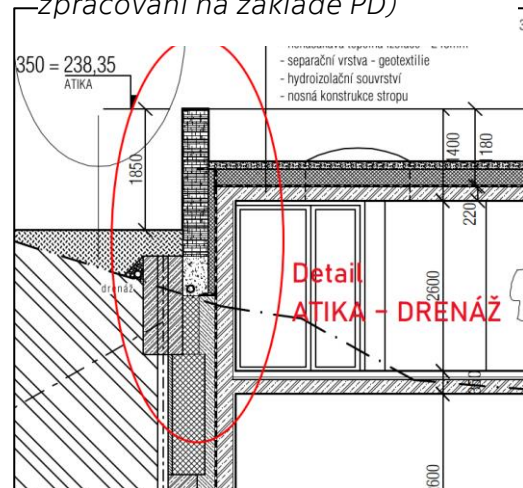 zpracování na základě PD)
- separační vrstva - geotextilie
- hydroizolační souvrství
- nosná konstrukce stropu
350 = 238,35
ATIKA
1850
400
180
220
drenáž
Detail
ATIKA - DRENÁŽ
2600
600